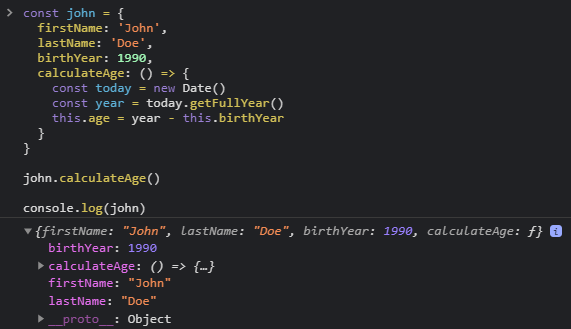 > const john = {
firstName: 'John',
lastName: 'Doe',
birthYear: 1990,
calculateAge: () => {
const today = new Date()
const year = today.getFullYear()
this.age = year - this.birthYear
}
}
john.calculateAge()
console.log(john)
▼{firstName: "John", lastName: "Doe", birthYear: 1990, calculateAge: ƒ} i
birthYear: 1990
▶calculateAge: () => {…}
firstName: "John"
lastName: "Doe"
▶__proto__: Object